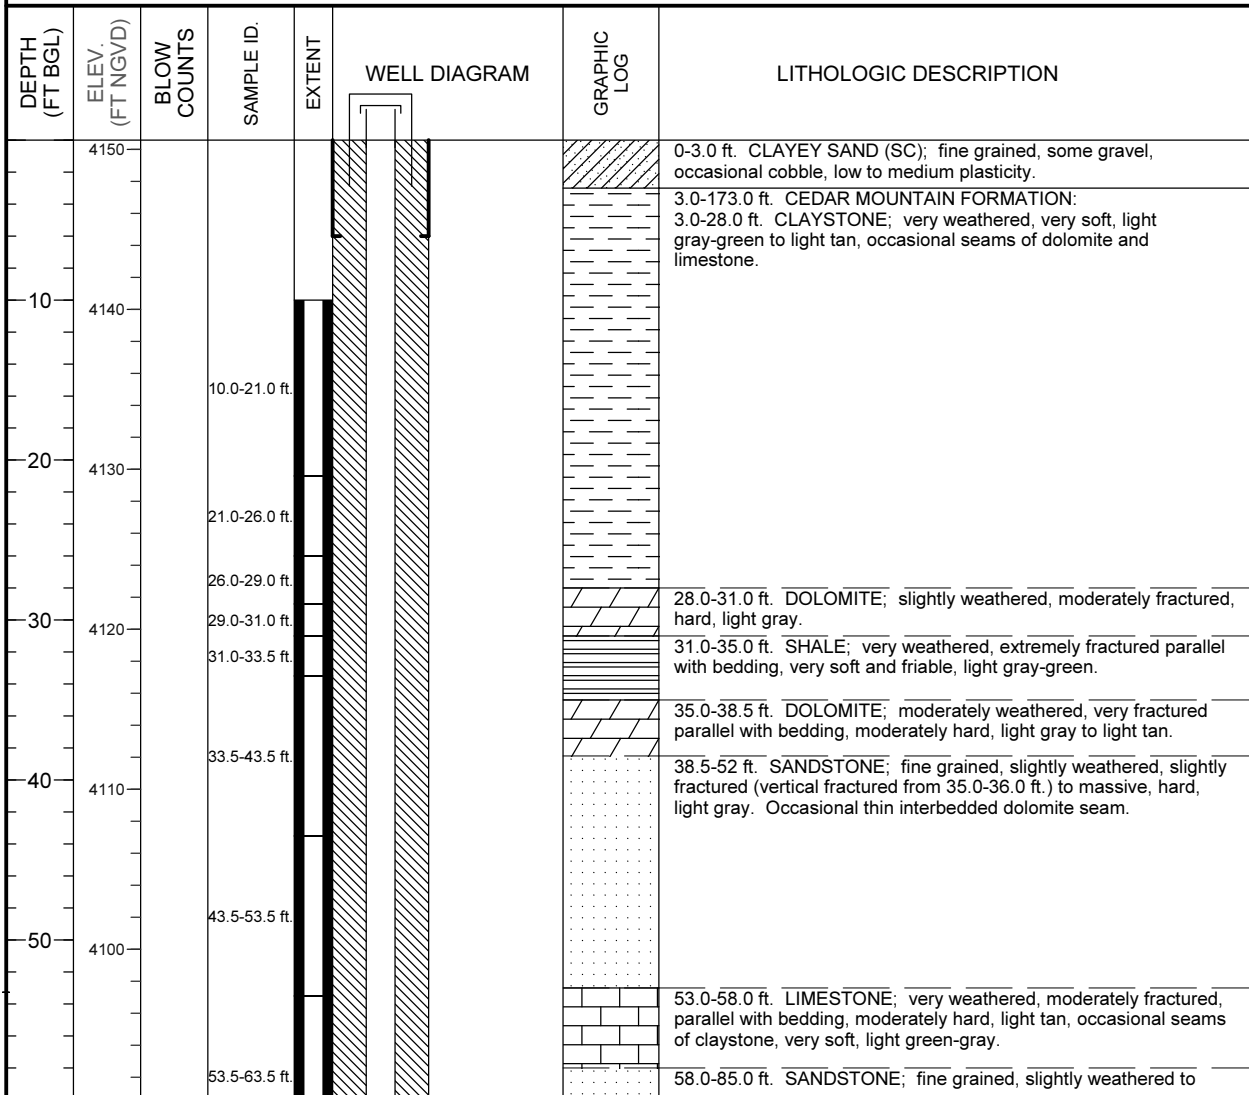 DEPTH
(FT BGL)
ELEV.
(FT NGVD)
BLOW
COUNTS
SAMPLE ID.
EXTENT
WELL DIAGRAM
GRAPHIC
LOG
LITHOLOGIC DESCRIPTION
4150
0-3.0 ft. CLAYEY SAND (SC); fine grained, some gravel,
occasional cobble, low to medium plasticity.
3.0-173.0 ft. CEDAR MOUNTAIN FORMATION:
3.0-28.0 ft. CLAYSTONE; very weathered, very soft, light
gray-green to light tan, occasional seams of dolomite and
limestone.
10
4140
10.0-21.0 ft.
20
4130
21.0-26.0 ft.
26.0-29.0 ft.
28.0-31.0 ft. DOLOMITE; slightly weathered, moderately fractured,
hard, light gray.
29.0-31.0 ft.
30
4120
31.0-35.0 ft. SHALE; very weathered, extremely fractured parallel
with bedding, very soft and friable, light gray-green.
31.0-33.5 ft.
35.0-38.5 ft. DOLOMITE; moderately weathered, very fractured
parallel with bedding, moderately hard, light gray to light tan.
33.5-43.5 ft.
38.5-52 ft. SANDSTONE; fine grained, slightly weathered, slightly
fractured (vertical fractured from 35.0-36.0 ft.) to massive, hard,
light gray. Occasional thin interbedded dolomite seam.
40
4110
43.5-53.5 ft.
50
4100
53.0-58.0 ft. LIMESTONE; very weathered, moderately fractured,
parallel with bedding, moderately hard, light tan, occasional seams
of claystone, very soft, light green-gray.
53.5-63.5 ft.
58.0-85.0 ft. SANDSTONE; fine grained, slightly weathered to